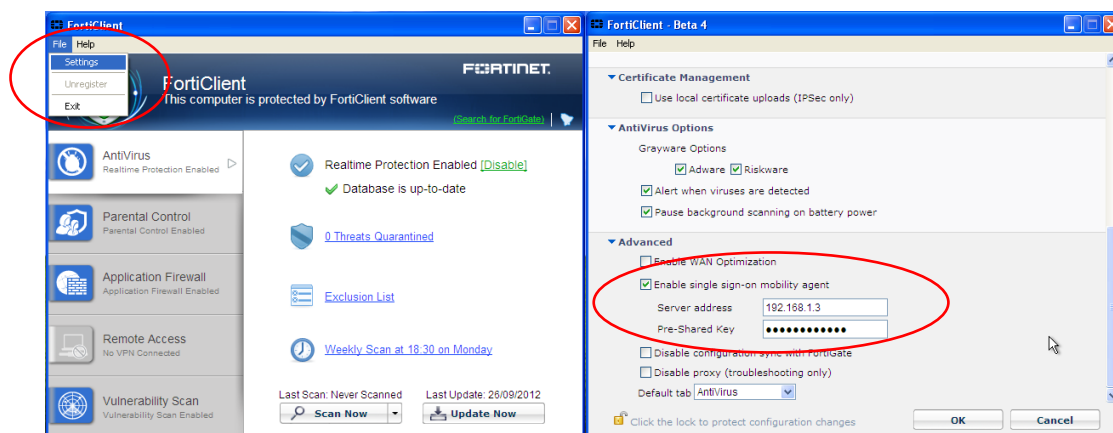 FortiClient
File Help
Settings
Unregister
Exit
FortiClient
This computer is protected by FortiClient software
FORTINET.
(Search for FortiGate)
AntiVirus
Realtime Protection Enabled
Parental Control
Parental Control Enabled
Application Firewall
Application Firewall Enabled
Remote Access
No VPN Connected
Vulnerability Scan
Vulnerability Scan Enabled
Realtime Protection Enabled [Disable]
Database is up-to-date
0 Threats Quarantined
Exclusion List
Weekly Scan at 18:30 on Monday
Last Scan: Never Scanned Last Update: 26/09/2012
Scan Now Update Now
FortiClient - Beta 4
File Help
Certificate Management
Use local certificate uploads (IPSec only)
AntiVirus Options
Grayware Options
Adware Riskware
Alert when viruses are detected
Pause background scanning on battery power
Advanced
Enable WAN Optimization
Enable single sign-on mobility agent
Server address 192.168.1.3
Pre-Shared Key ●●●●●●●●●●●●
Disable configuration sync with FortiGate
Disable proxy (troubleshooting only)
Default tab AntiVirus
Click the lock to protect configuration changes OK Cancel